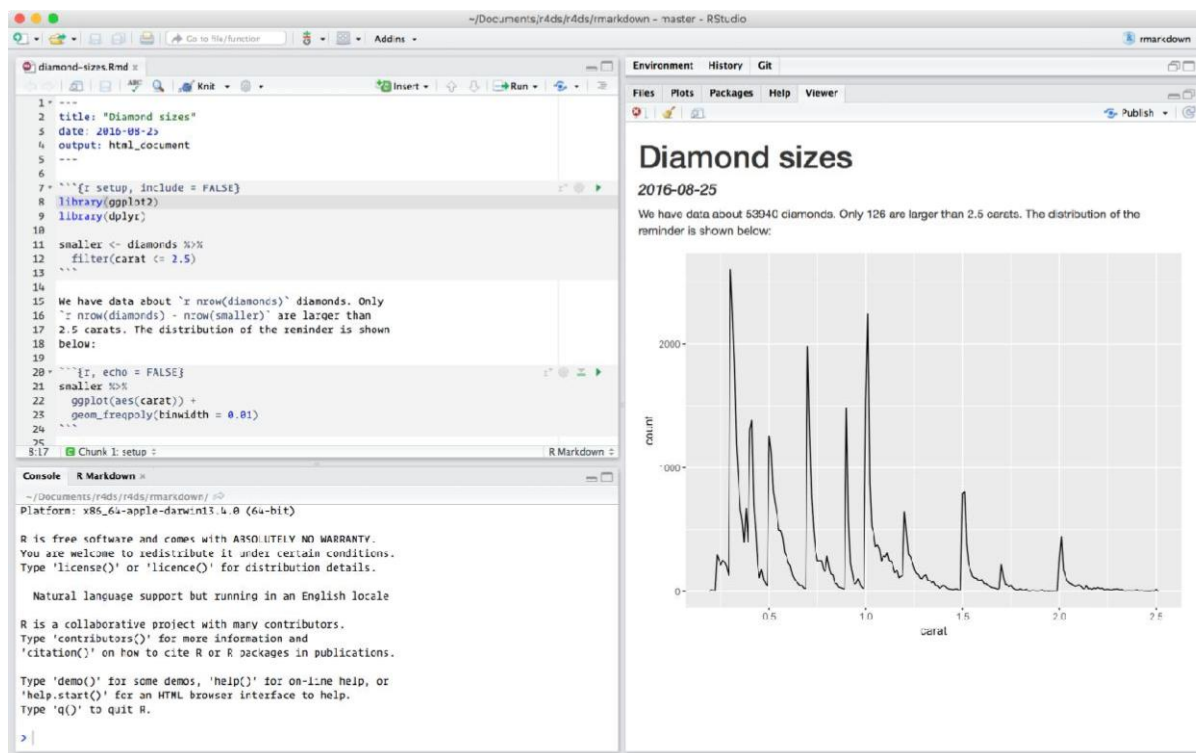 ~/Documents/r4ds/r4ds/rmarkdown - master - RStudio
Go to file/function
Addins
rmarkdown
diamond-sizes.Rmd
ABC
Knit
Insert
Run
1 ---
2 title: "Diamond sizes"
3 date: 2016-08-25
4 output: html_document
5 ---
6
7 ```{r setup, include = FALSE}
8 library(ggplot2)
9 library(dplyr)
10
11 smaller <- diamonds %>%
12 filter(carat <= 2.5)
13 ```
14
15 We have data about `r nrow(diamonds)` diamonds. Only
16 `r nrow(diamonds) - nrow(smaller)` are larger than
17 2.5 carats. The distribution of the reminder is shown
18 below:
19
20 ```{r, echo = FALSE}
21 smaller %>%
22 ggplot(aes(carat)) +
23 geom_freqpoly(binwidth = 0.01)
24 ```
25
8:17 Chunk 1: setup R Markdown
Console R Markdown
~/Documents/r4ds/r4ds/rmarkdown/
Platform: x86_64-apple-darwin13.4.0 (64-bit)
R is free software and comes with ABSOLUTELY NO WARRANTY.
You are welcome to redistribute it under certain conditions.
Type 'license()' or 'licence()' for distribution details.
Natural language support but running in an English locale
R is a collaborative project with many contributors.
Type 'contributors()' for more information and
'citation()' on how to cite R or R packages in publications.
Type 'demo()' for some demos, 'help()' for on-line help, or
'help.start()' for an HTML browser interface to help.
Type 'q()' to quit R.
>
Environment History Git
Files Plots Packages Help Viewer
Publish
Diamond sizes
2016-08-25
We have data about 53940 diamonds. Only 126 are larger than 2.5 carats. The distribution of the
reminder is shown below:
2000
1000
0
count
0.5 1.0 1.5 2.0 2.5
carat